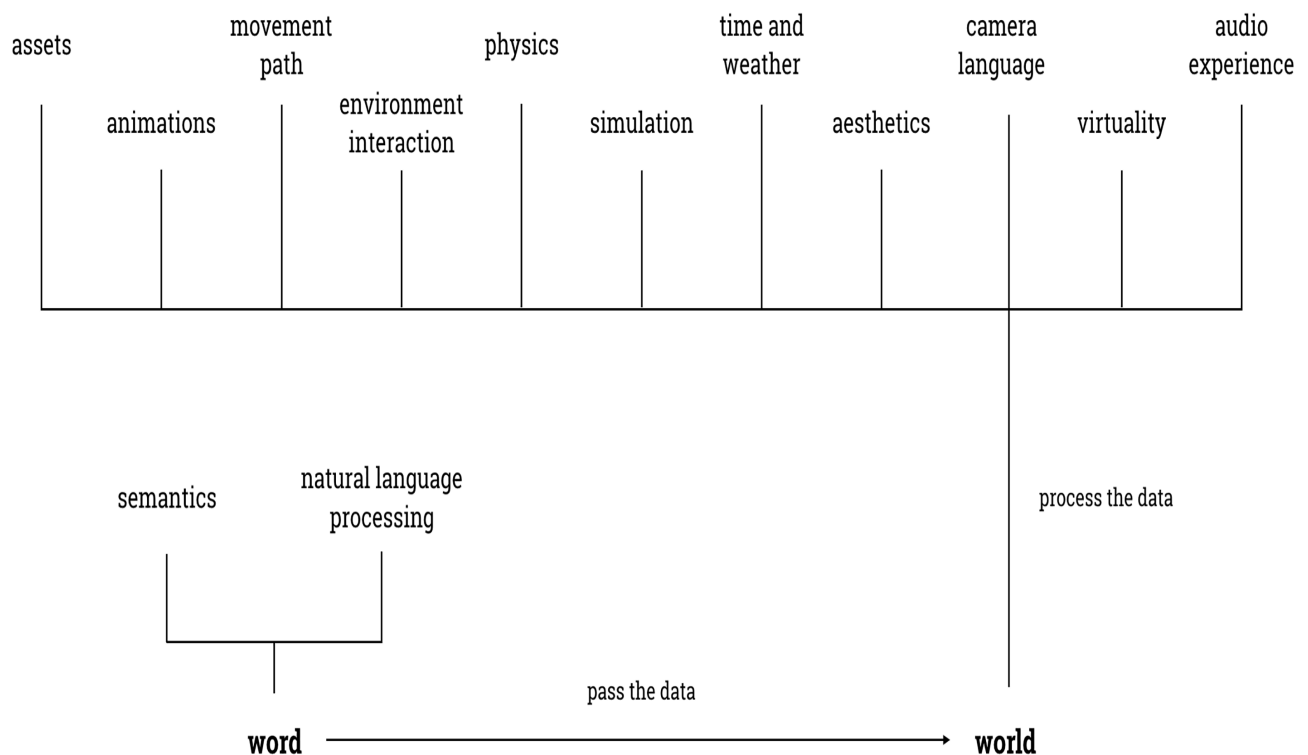 assets
movement
path
physics
time and
weather
camera
language
audio
experience
animations
environment
interaction
simulation
aesthetics
virtuality
semantics
natural language
processing
process the data
pass the data
word
world